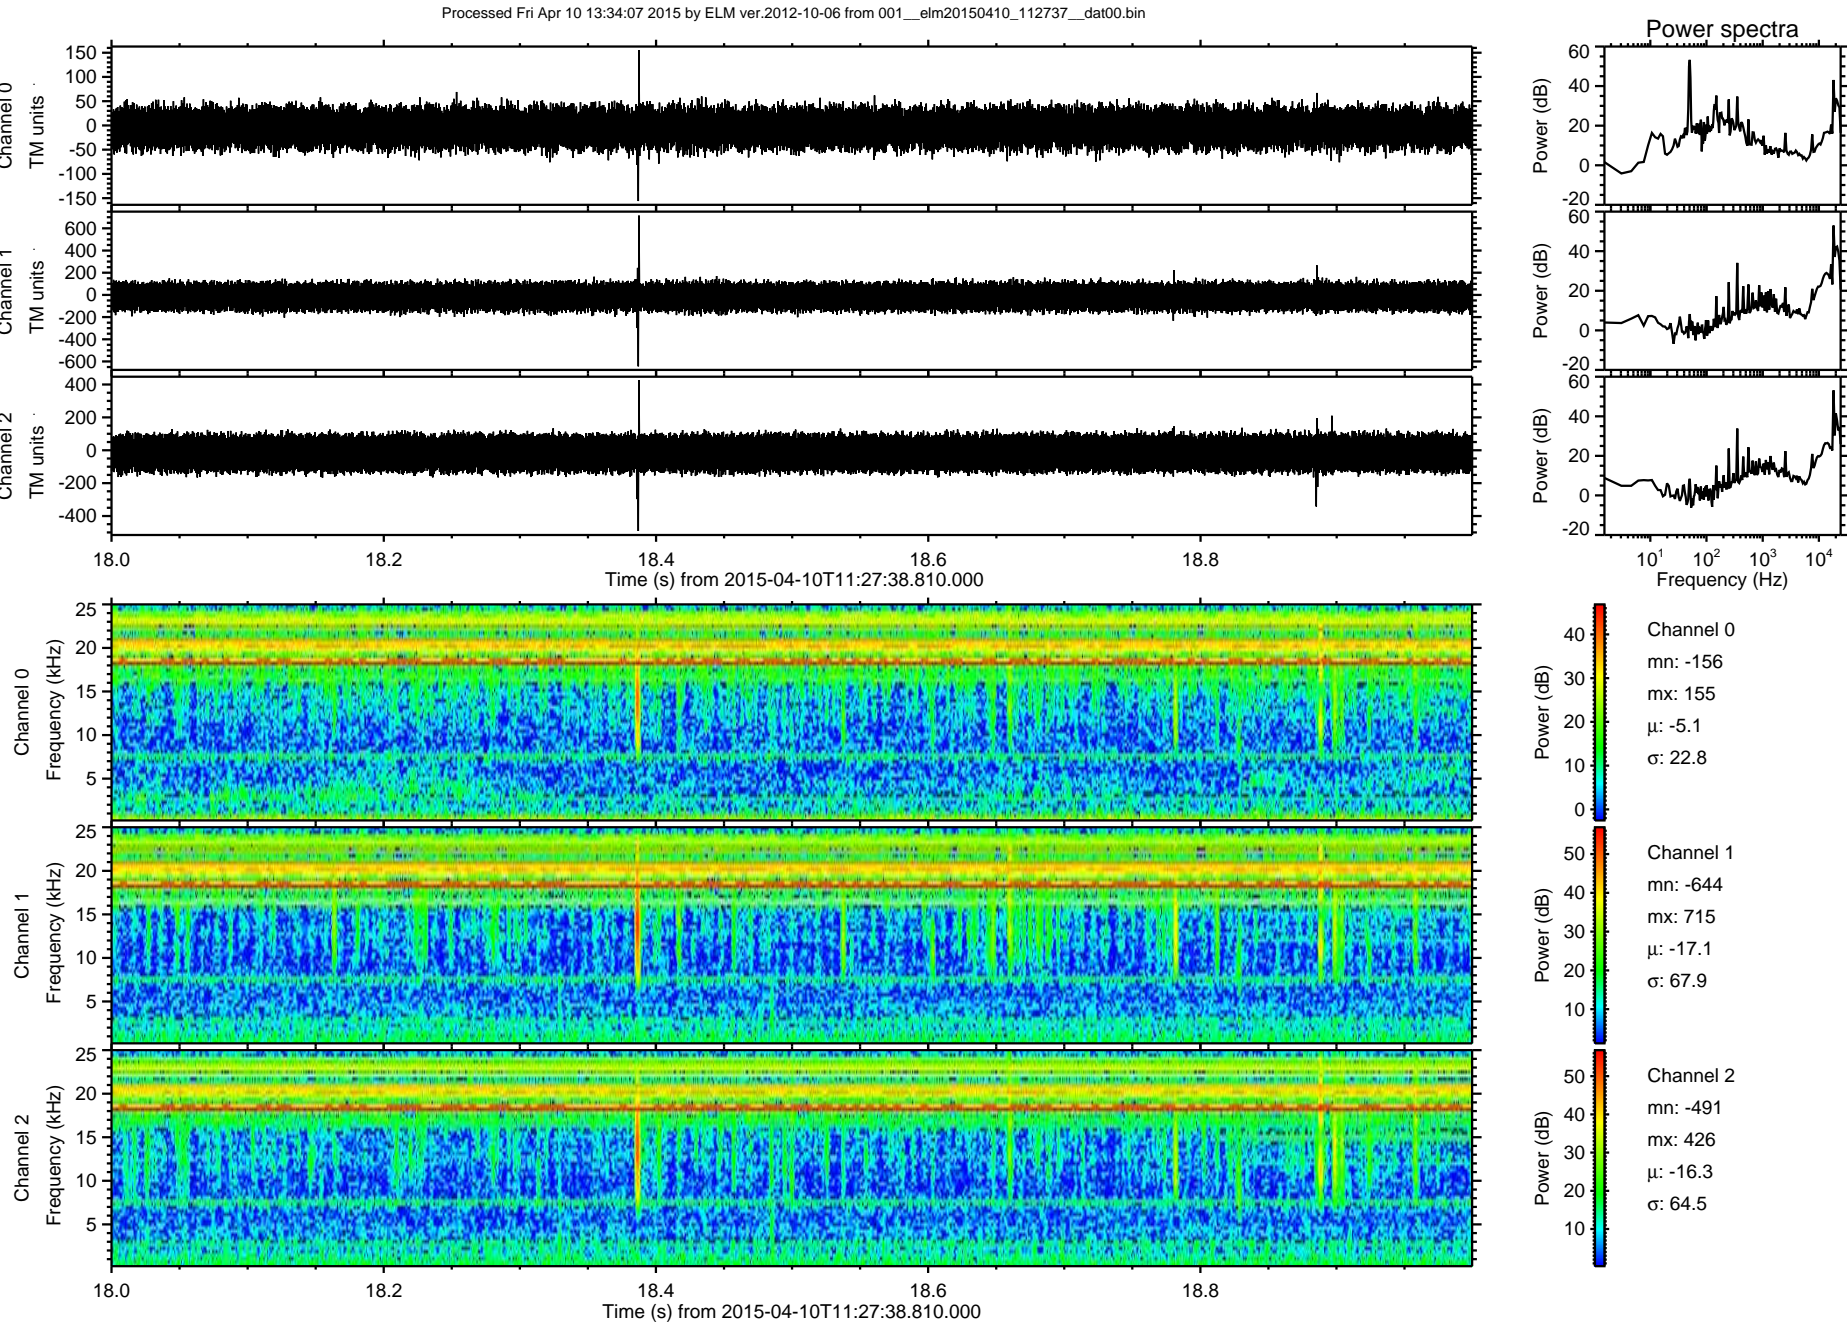 Processed Fri Apr 10 13:34:07 2015 by ELM ver.2012-10-06 from 001__elm20150410_112737__dat00.bin
Power spectra
Channel 0
TM units
150
100
50
0
-50
-100
-150
Power (dB)
60
40
20
0
-20
Channel 1
TM units
600
400
200
0
-200
-400
-600
Power (dB)
60
40
20
0
-20
Channel 2
TM units
400
200
0
-200
-400
Power (dB)
60
40
20
0
-20
18.0 18.2 18.4 18.6 18.8
Time (s) from 2015-04-10T11:27:38.810.000
10¹ 10² 10³ 10⁴
Frequency (Hz)
Channel 0
Frequency (kHz)
25
20
15
10
5
Power (dB)
40
30
20
10
0
Channel 0
mn: -156
mx: 155
μ: -5.1
σ: 22.8
Channel 1
Frequency (kHz)
25
20
15
10
5
Power (dB)
50
40
30
20
10
Channel 1
mn: -644
mx: 715
μ: -17.1
σ: 67.9
Channel 2
Frequency (kHz)
25
20
15
10
5
Power (dB)
50
40
30
20
10
Channel 2
mn: -491
mx: 426
μ: -16.3
σ: 64.5
18.0 18.2 18.4 18.6 18.8
Time (s) from 2015-04-10T11:27:38.810.000